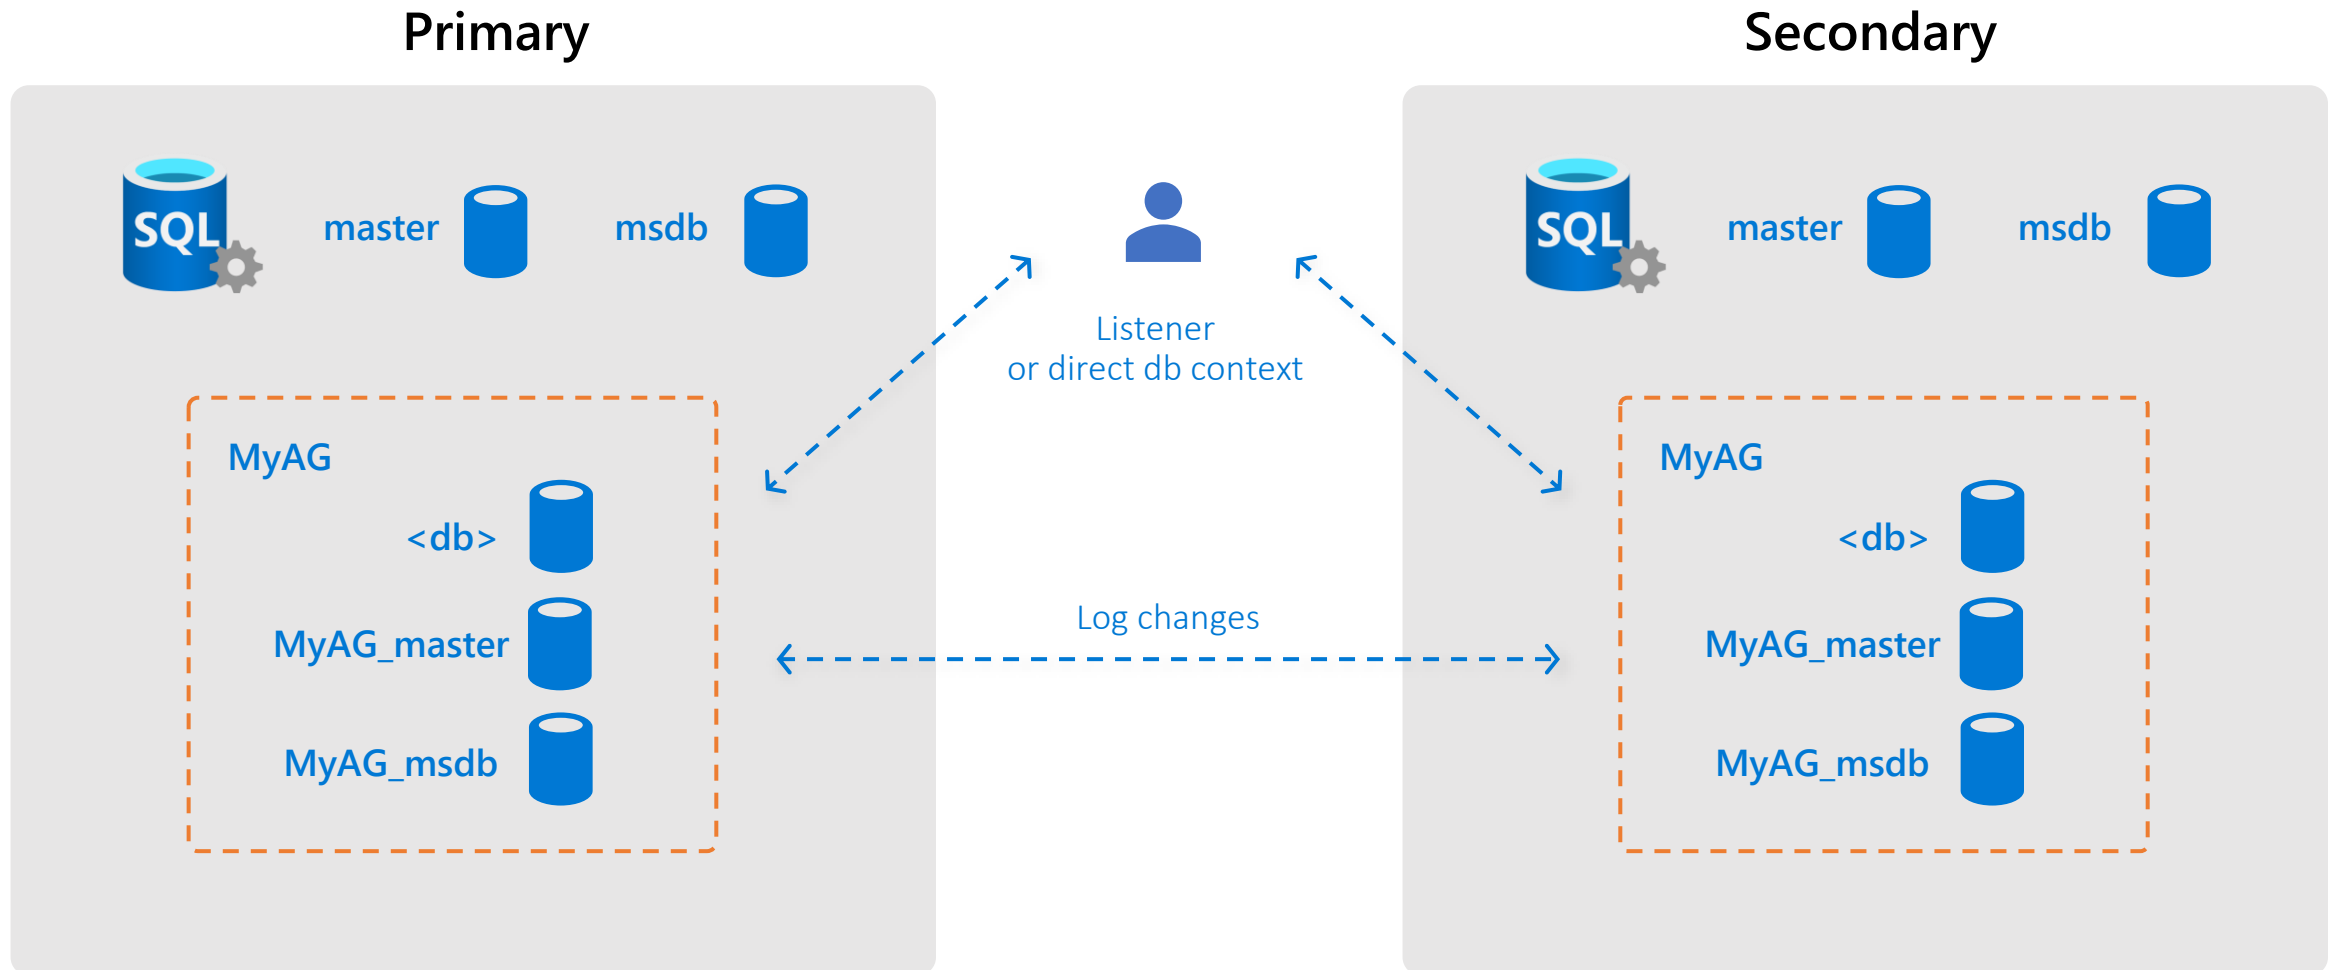 Primary
Secondary
SQL
master
msdb
Listener
or direct db context
SQL
master
msdb
MyAG
<db>
MyAG_master
MyAG_msdb
Log changes
MyAG
<db>
MyAG_master
MyAG_msdb